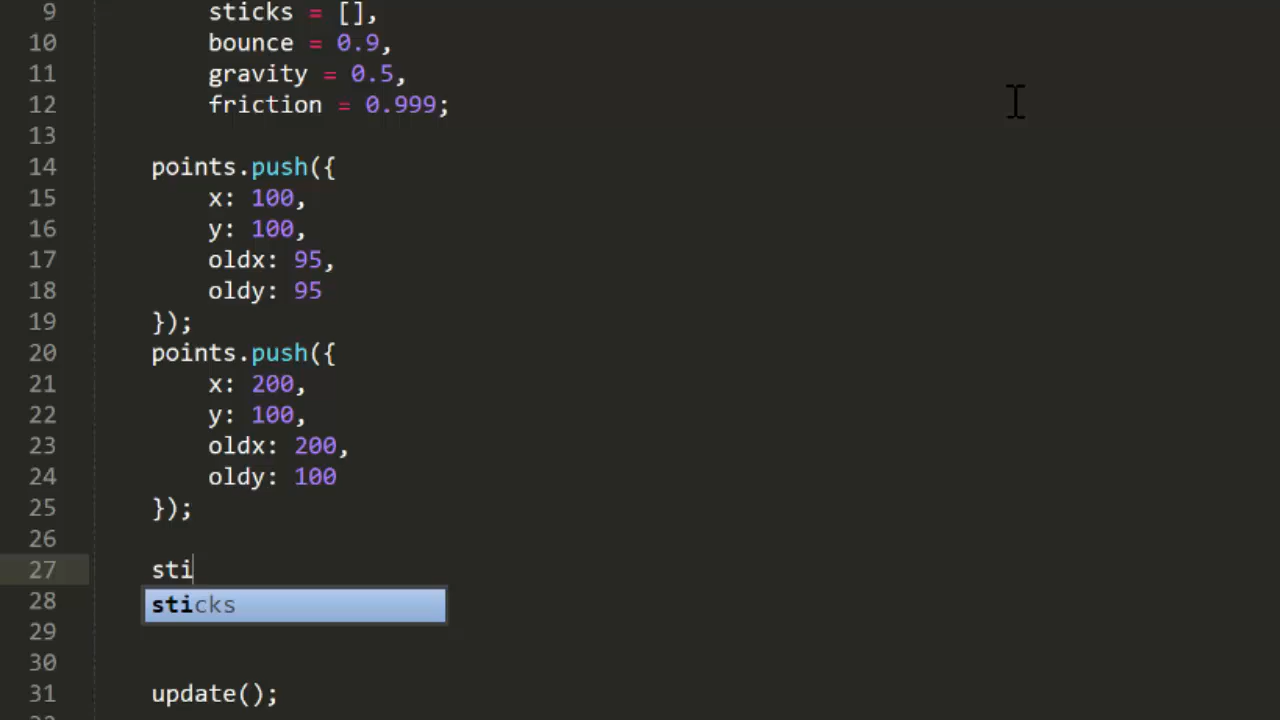 9 sticks = [],
10 bounce = 0.9,
11 gravity = 0.5,
12 friction = 0.999;
13
14 points.push({
15 x: 100,
16 y: 100,
17 oldx: 95,
18 oldy: 95
19 });
20 points.push({
21 x: 200,
22 y: 100,
23 oldx: 200,
24 oldy: 100
25 });
26
27 sti
28 sticks
29
30
31 update();